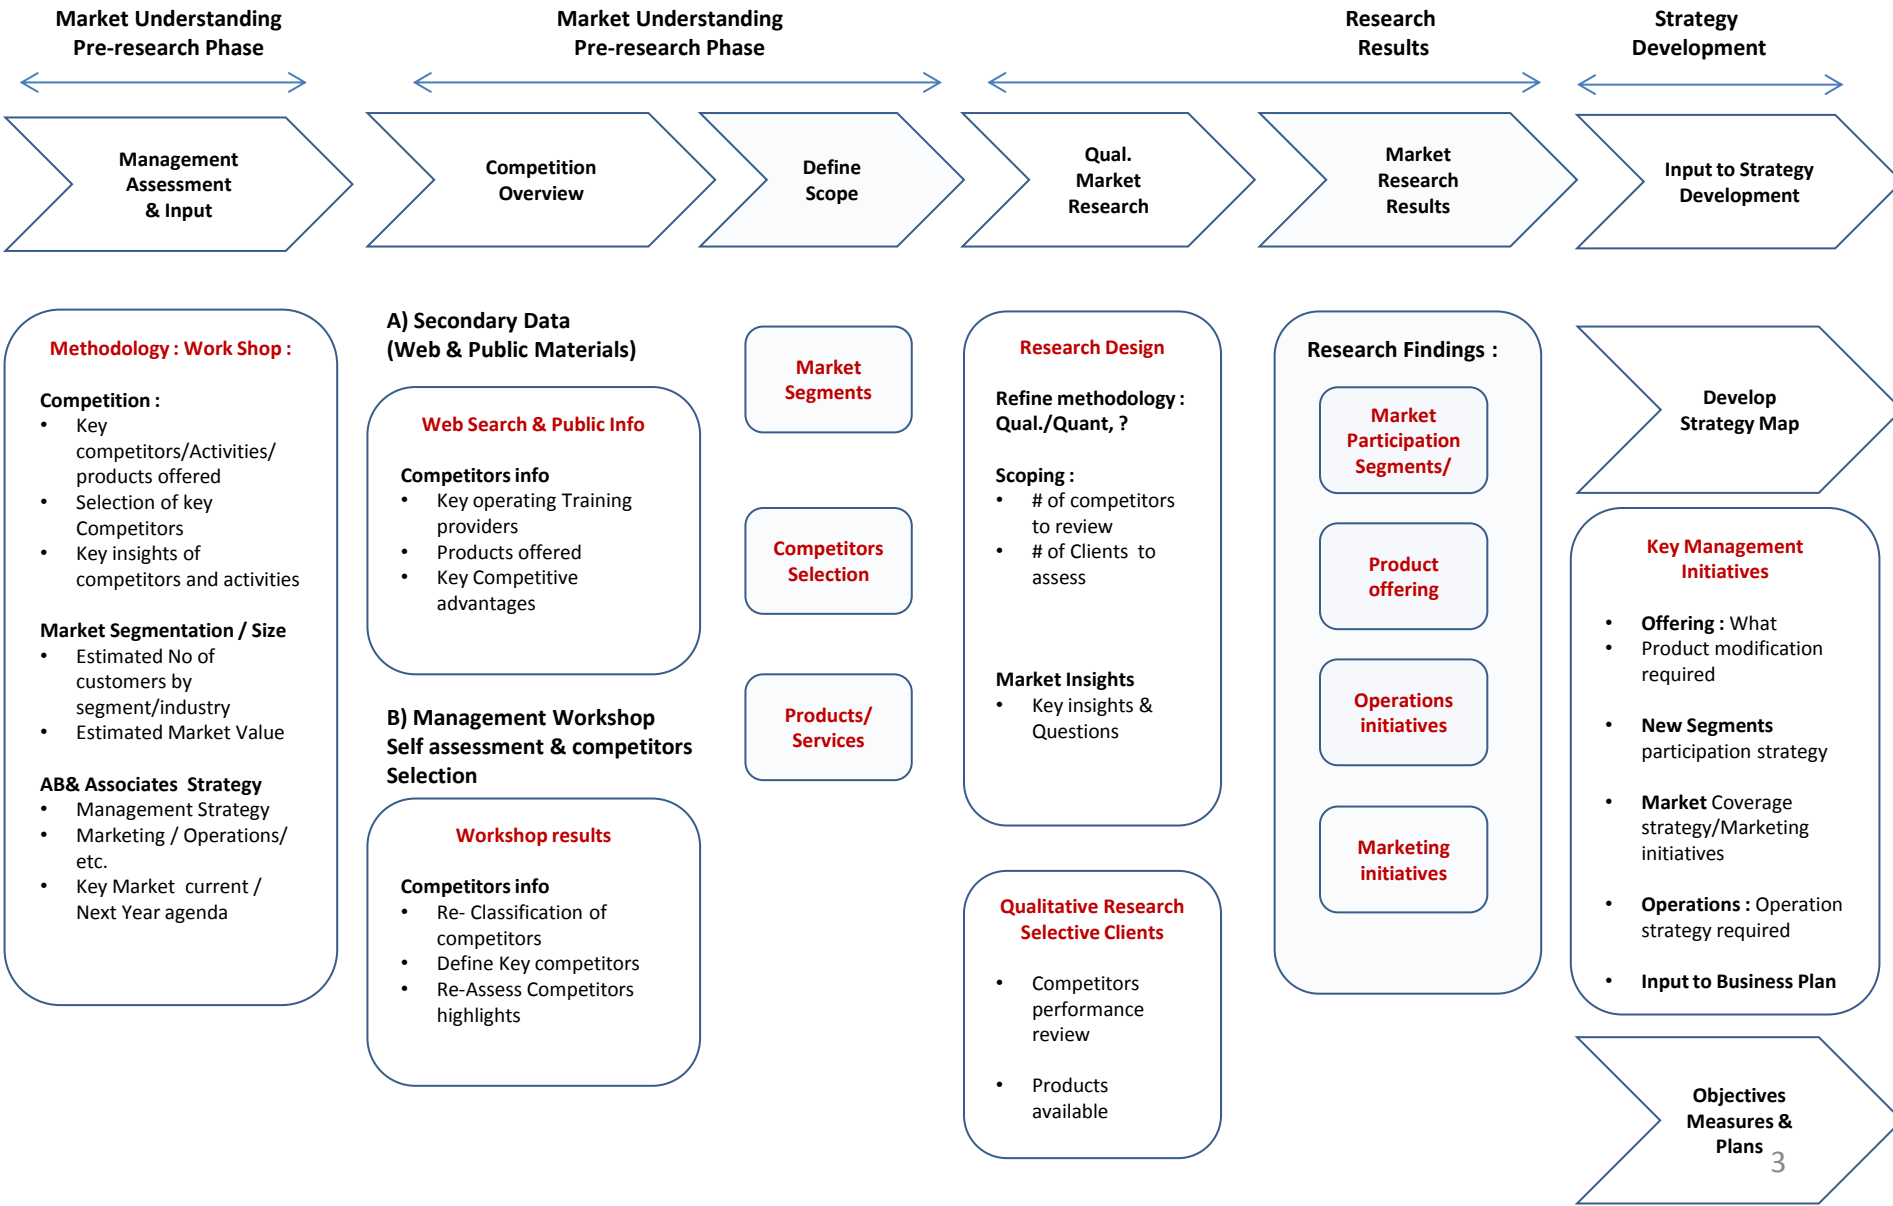 Market Understanding
Pre-research Phase
Market Understanding
Pre-research Phase
Research
Results
Strategy
Development
Management
Assessment
& Input
Competition
Overview
Define
Scope
Qual.
Market
Research
Market
Research
Results
Input to Strategy
Development
Methodology : Work Shop :
Competition :
• Key
competitors/Activities/
products offered
• Selection of key
Competitors
• Key insights of
competitors and activities
Market Segmentation / Size
• Estimated No of
customers by
segment/industry
• Estimated Market Value
AB& Associates Strategy
• Management Strategy
• Marketing / Operations/
etc.
• Key Market current /
Next Year agenda
A) Secondary Data
(Web & Public Materials)
Web Search & Public Info
Competitors info
• Key operating Training
providers
• Products offered
• Key Competitive
advantages
B) Management Workshop
Self assessment & competitors
Selection
Workshop results
Competitors info
• Re- Classification of
competitors
• Define Key competitors
• Re-Assess Competitors
highlights
Market
Segments
Competitors
Selection
Products/
Services
Research Design
Refine methodology :
Qual./Quant, ?
Scoping :
• # of competitors
to review
• # of Clients to
assess
Market Insights
• Key insights &
Questions
Qualitative Research
Selective Clients
• Competitors
performance
review
• Products
available
Research Findings :
Market
Participation
Segments/
Product
offering
Operations
initiatives
Marketing
initiatives
Develop
Strategy Map
Key Management
Initiatives
• Offering : What
• Product modification
required
• New Segments
participation strategy
• Market Coverage
strategy/Marketing
initiatives
• Operations : Operation
strategy required
• Input to Business Plan
Objectives
Measures &
Plans
3